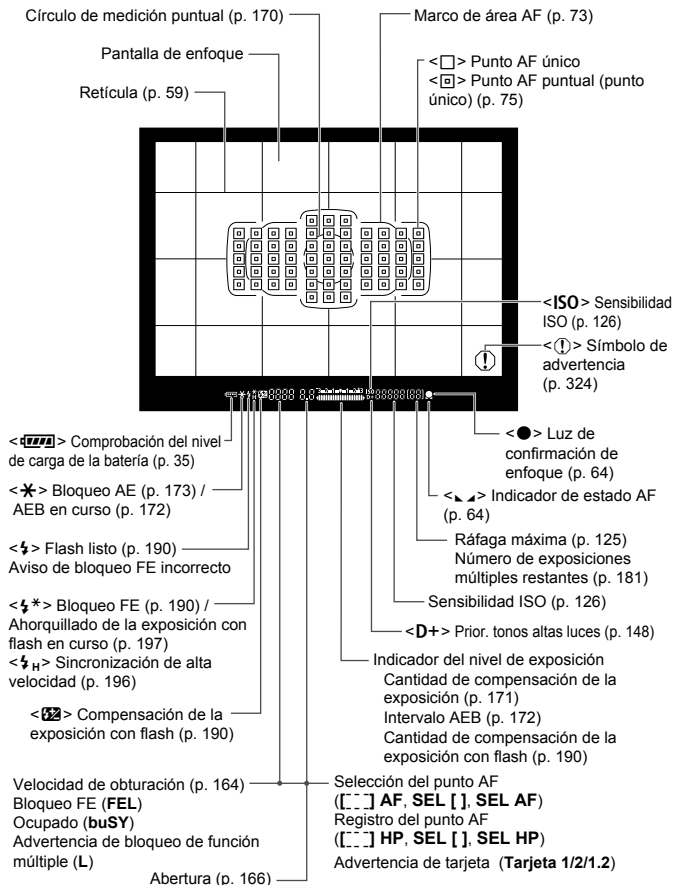 Círculo de medición puntual (p. 170)
Marco de área AF (p. 73)
Pantalla de enfoque
<□> Punto AF único
<⊡> Punto AF puntual (punto
único) (p. 75)
Retícula (p. 59)
<ISO> Sensibilidad
ISO (p. 126)
<!> Símbolo de
advertencia
(p. 324)
<●> Luz de
confirmación de
enfoque (p. 64)
<◣ ◢> Indicador de estado AF
(p. 64)
Ráfaga máxima (p. 125)
Número de exposiciones
múltiples restantes (p. 181)
Sensibilidad ISO (p. 126)
<D+> Prior. tonos altas luces (p. 148)
Indicador del nivel de exposición
Cantidad de compensación de la
exposición (p. 171)
Intervalo AEB (p. 172)
Cantidad de compensación de la
exposición con flash (p. 190)
<> Comprobación del nivel
de carga de la batería (p. 35)
<✱> Bloqueo AE (p. 173) /
AEB en curso (p. 172)
<⚡> Flash listo (p. 190)
Aviso de bloqueo FE incorrecto
<⚡*> Bloqueo FE (p. 190) /
Ahorquillado de la exposición con
flash en curso (p. 197)
<⚡H> Sincronización de alta
velocidad (p. 196)
<> Compensación de la
exposición con flash (p. 190)
Velocidad de obturación (p. 164)
Bloqueo FE (FEL)
Ocupado (buSY)
Advertencia de bloqueo de función
múltiple (L)
Abertura (p. 166)
Selección del punto AF
([ ] AF, SEL [ ], SEL AF)
Registro del punto AF
([ ] HP, SEL [ ], SEL HP)
Advertencia de tarjeta (Tarjeta 1/2/1.2)